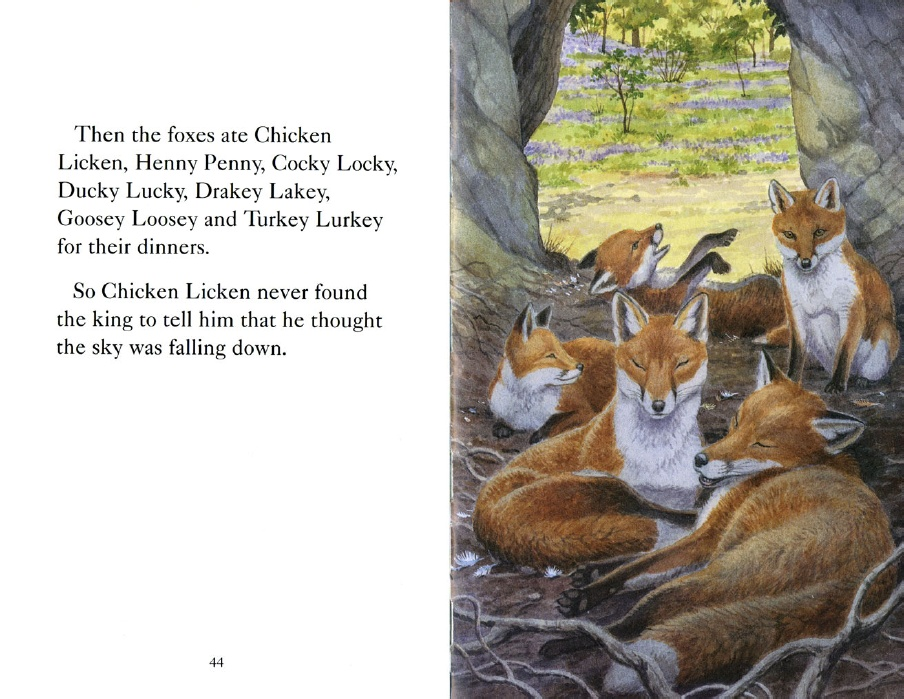 Then the foxes ate Chicken
Licken, Henny Penny, Cocky Locky,
Ducky Lucky, Drakey Lakey,
Goosey Loosey and Turkey Lurkey
for their dinners.
So Chicken Licken never found
the king to tell him that he thought
the sky was falling down.
44